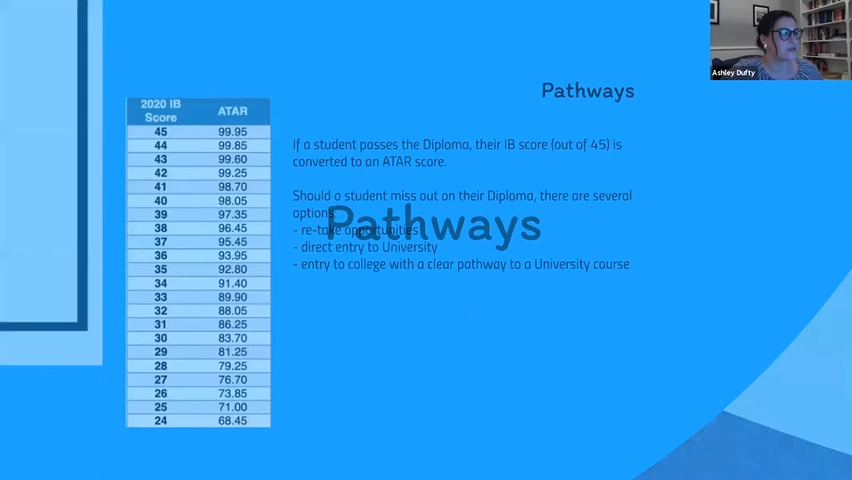 Ashley Dufty
Pathways
2020 IB Score ATAR
45 99.95
44 99.85
43 99.60
42 99.25
41 98.70
40 98.05
39 97.35
38 96.45
37 95.45
36 93.95
35 92.80
34 91.40
33 89.90
32 88.05
31 86.25
30 83.70
29 81.25
28 79.25
27 76.70
26 73.85
25 71.00
24 68.45
If a student passes the Diploma, their IB score (out of 45) is
converted to an ATAR score.
Should a student miss out on their Diploma, there are several
options:
- re-take opportunities
- direct entry to University
- entry to college with a clear pathway to a University course
Pathways